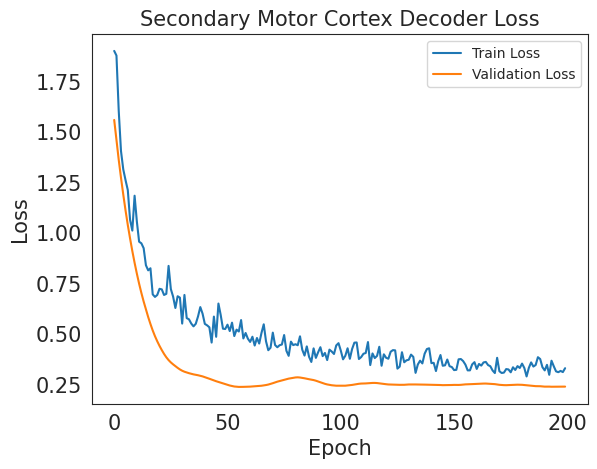 Secondary Motor Cortex Decoder Loss
Train Loss
Validation Loss
1.75
1.50
1.25
1.00
0.75
0.50
0.25
Loss
0 50 100 150 200
Epoch